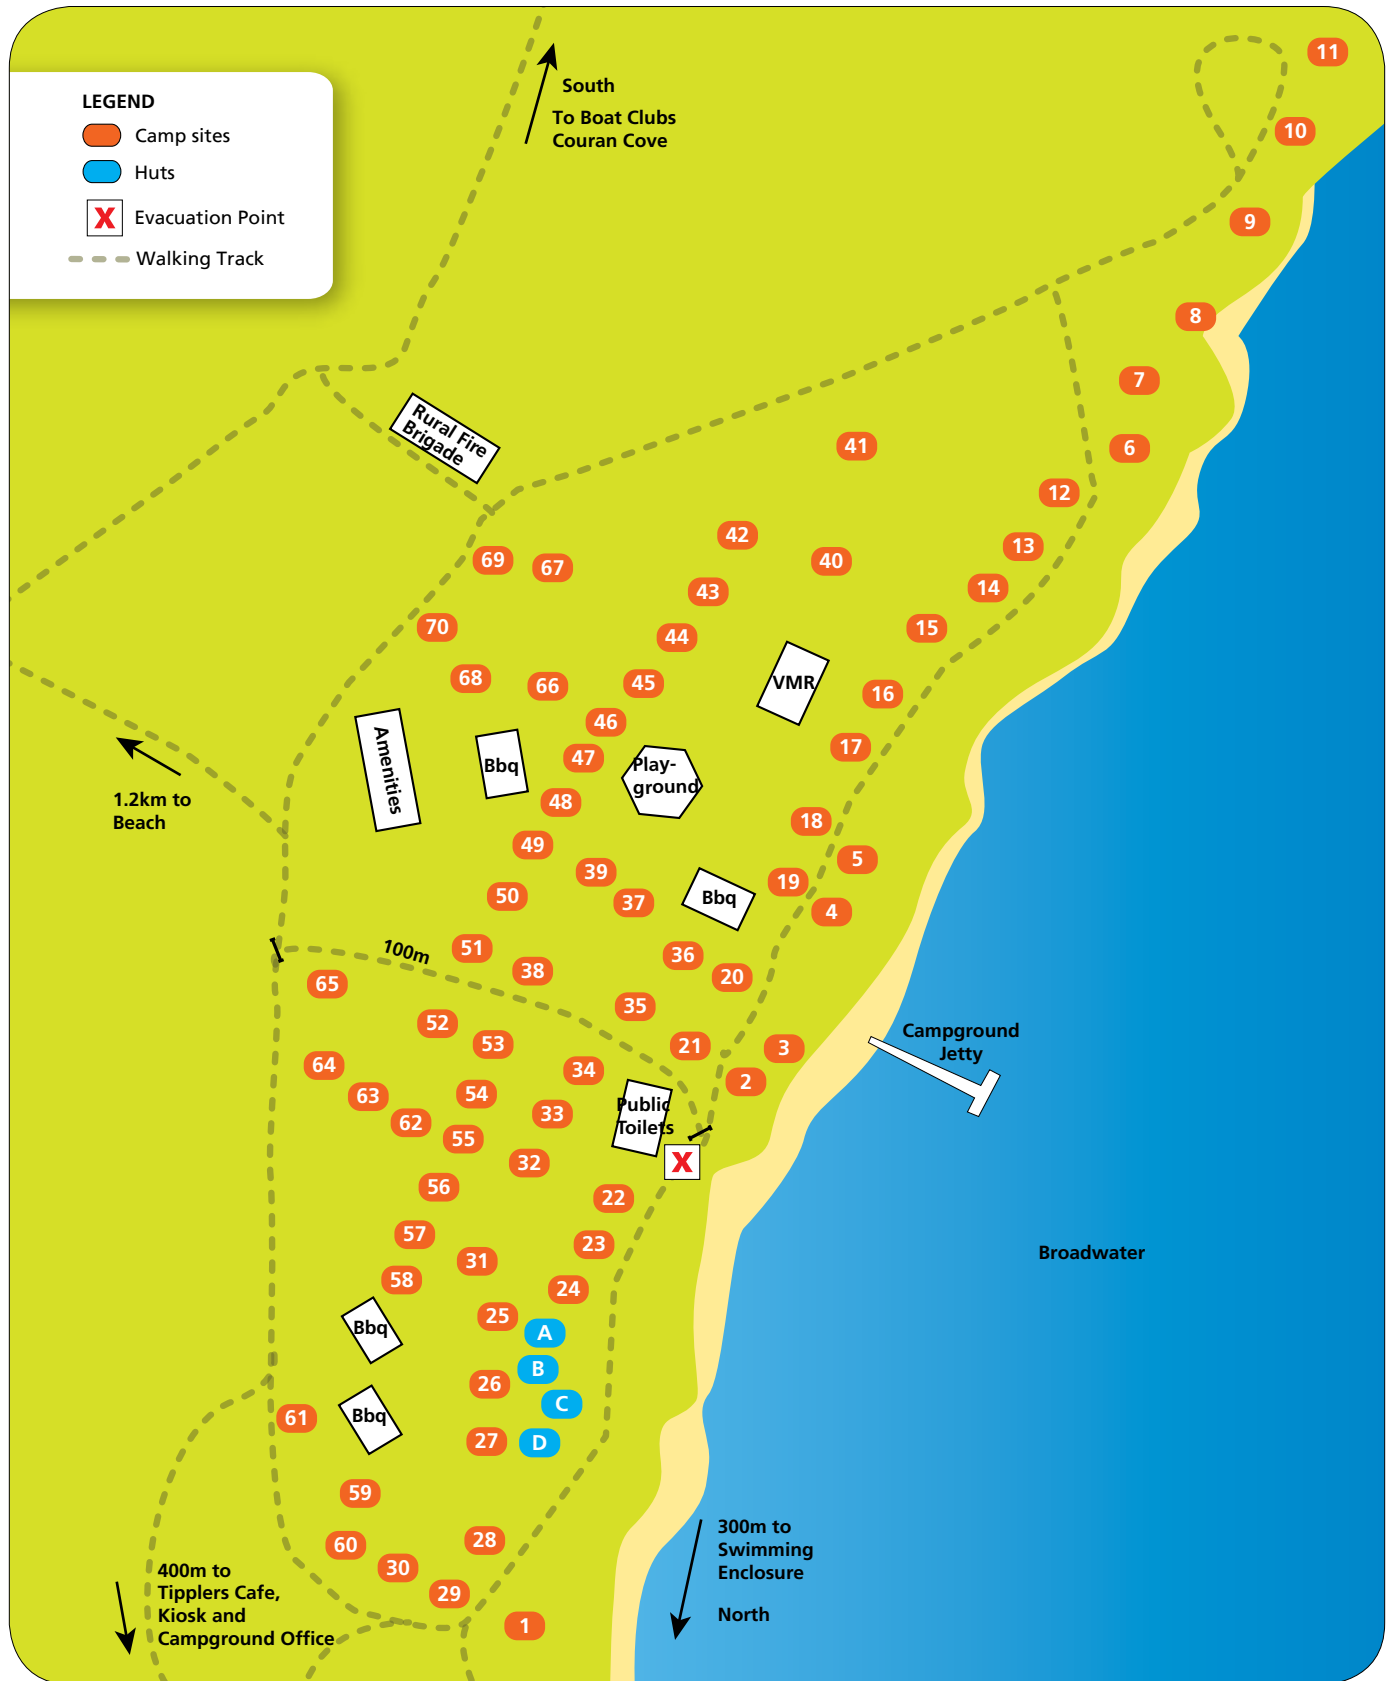 LEGEND
Camp sites
Huts
X Evacuation Point
Walking Track
South
To Boat Clubs
Couran Cove
11
10
9
8
7
6
Rural Fire
Brigade
41
12
42
13
69
67
40
43
14
70
44
15
68
66
45
VMR
16
46
Amenities
Bbq
47
Play-
ground
17
1.2km to
Beach
48
18
49
5
39
19
50
37
Bbq
4
51
100m
36
38
20
65
35
52
Campground
Jetty
53
21
3
64
34
2
63
54
Public
Toilets
33
62
55
32
X
56
22
57
23
Broadwater
31
58
24
25
Bbq
A
B
26
C
61
Bbq
27
D
59
300m to
Swimming
Enclosure
28
60
30
400m to
Tipplers Cafe,
Kiosk and
Campground Office
29
North
1